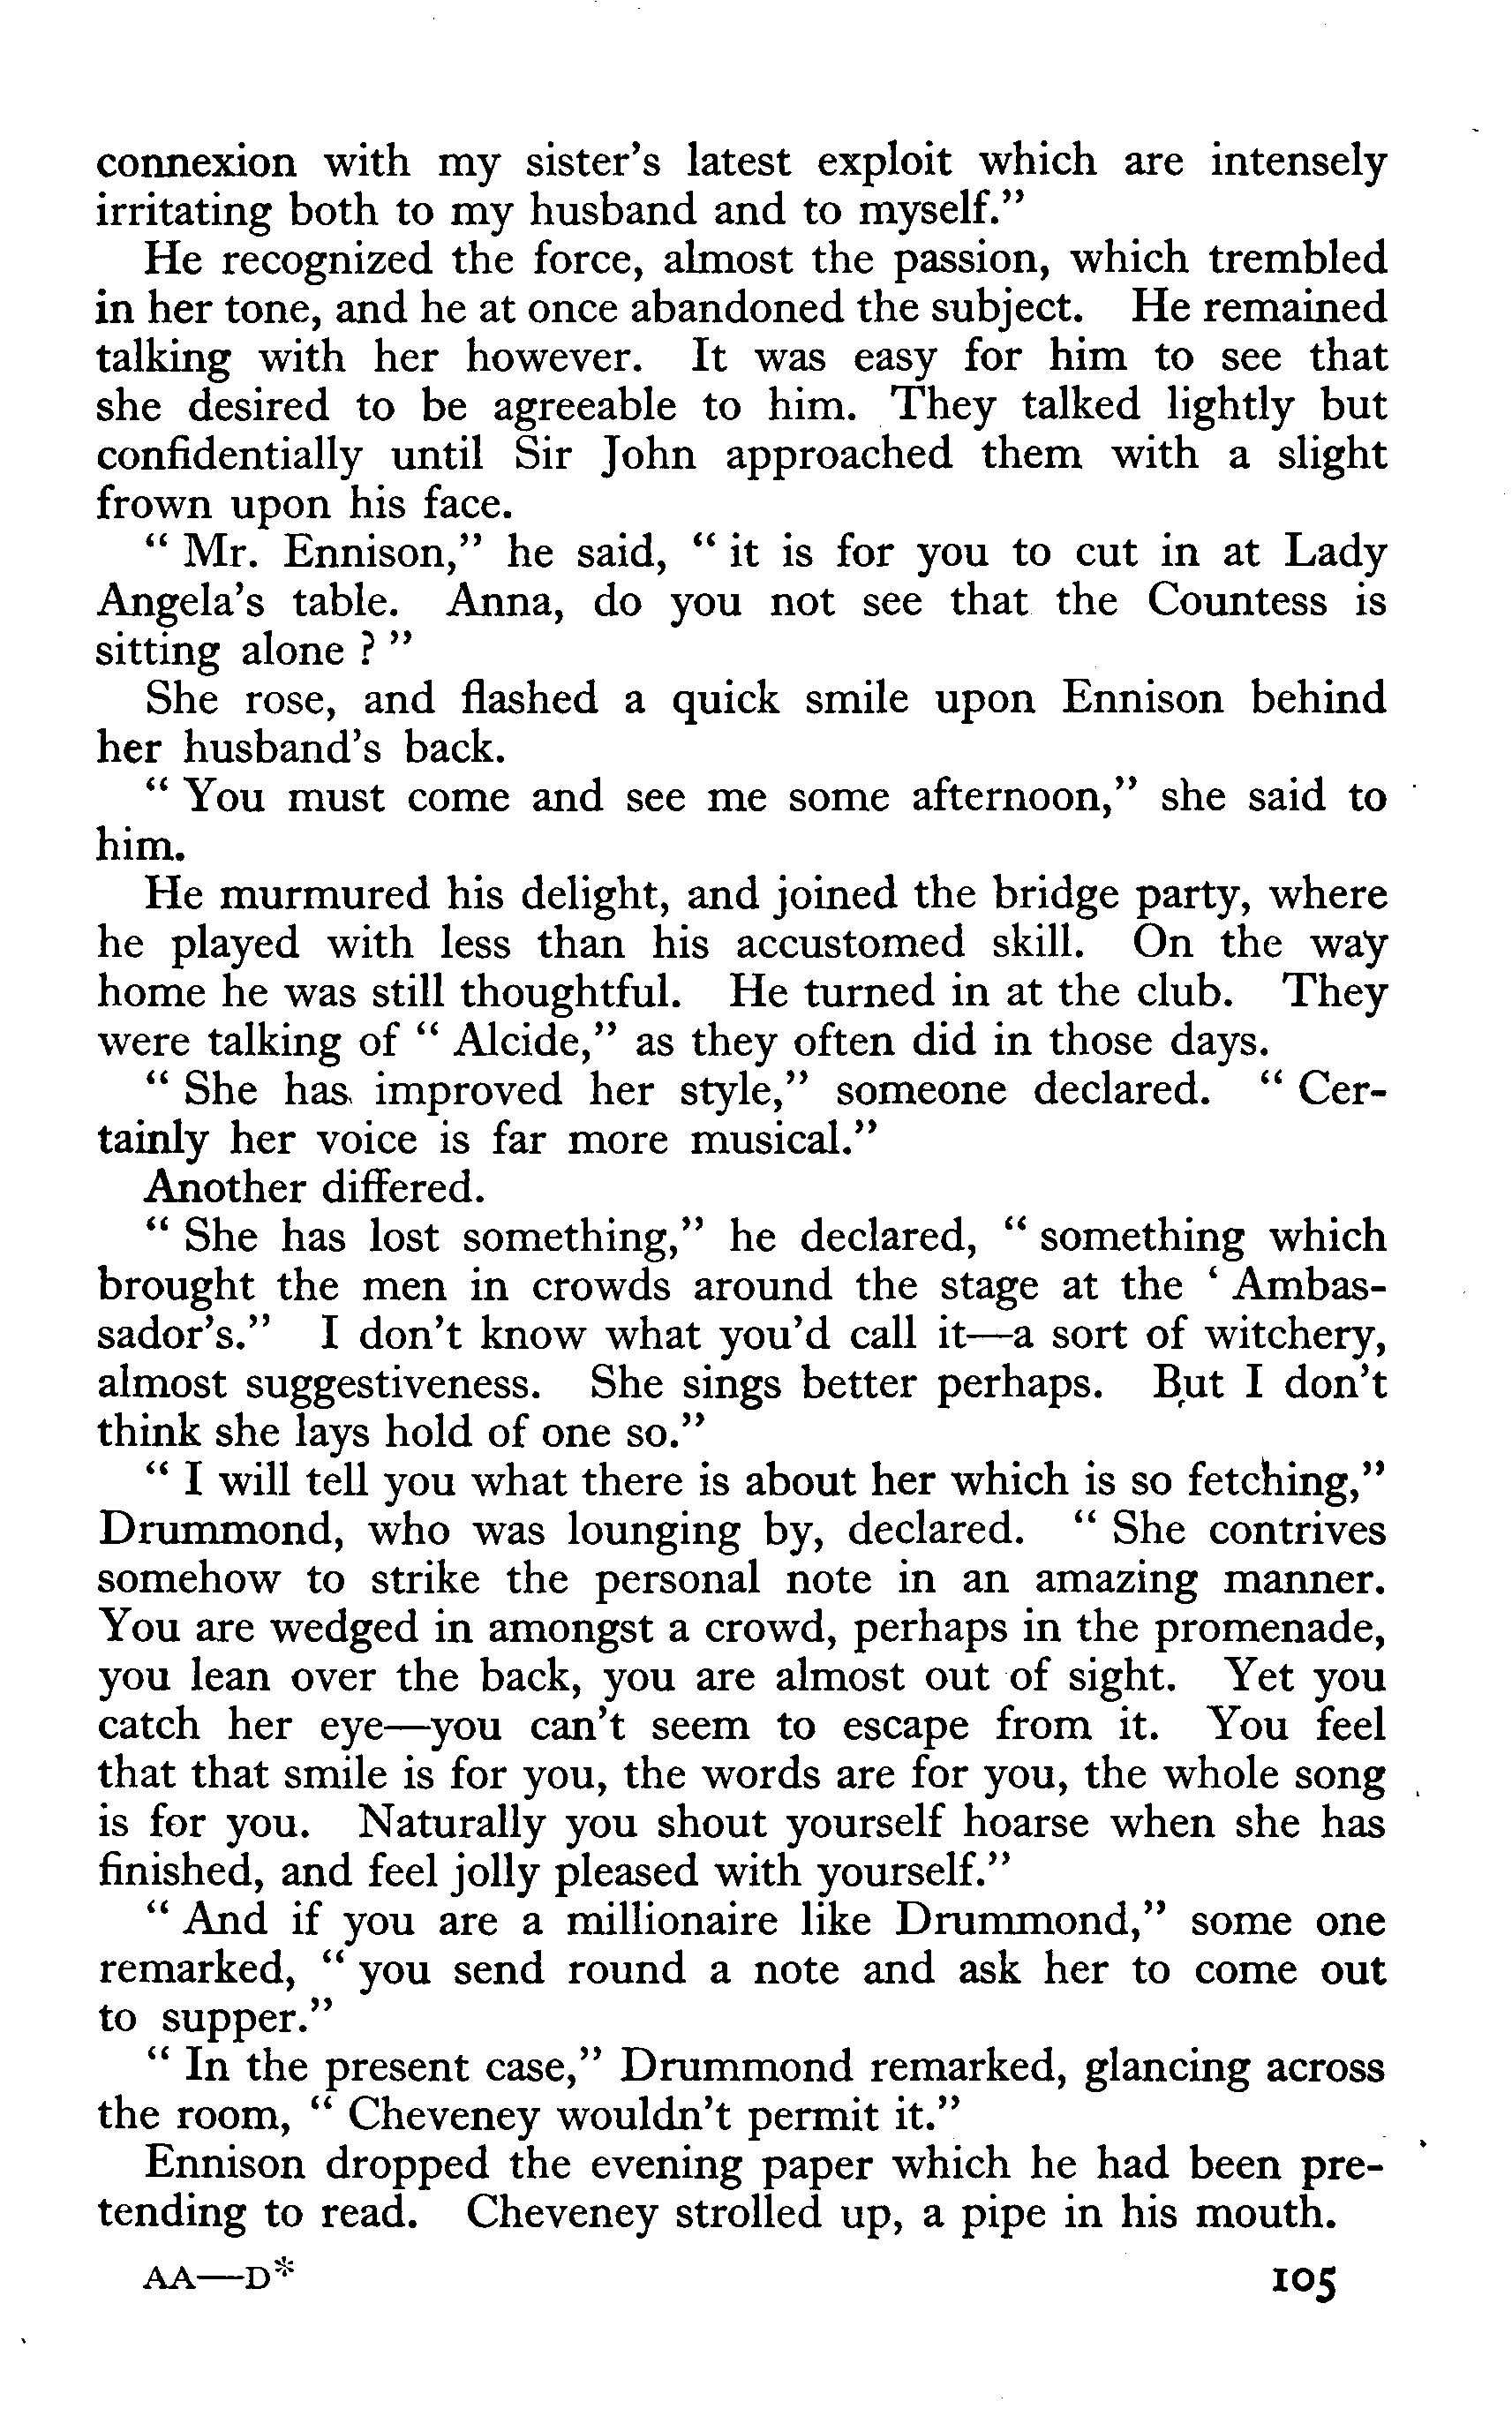 connexion with my sister's latest exploit which are intensely
irritating both to my husband and to myself."
He recognized the force, almost the passion, which trembled
in her tone, and he at once abandoned the subject. He remained
talking with her however. It was easy for him to see that
she desired to be agreeable to him. They talked lightly but
confidentially until Sir John approached them with a slight
frown upon his face.
" Mr. Ennison," he said, " it is for you to cut in at Lady
Angela's table. Anna, do you not see that the Countess is
sitting alone ? "
She rose, and flashed a quick smile upon Ennison behind
her husband's back.
" You must come and see me some afternoon," she said to
him.
He murmured his delight, and joined the bridge party, where
he played with less than his accustomed skill. On the way
home he was still thoughtful. He turned in at the club. They
were talking of " Alcide," as they often did in those days.
" She has improved her style," someone declared. " Cer-
tainly her voice is far more musical."
Another differed.
" She has lost something," he declared, " something which
brought the men in crowds around the stage at the ' Ambas-
sador's." I don't know what you'd call it—a sort of witchery,
almost suggestiveness. She sings better perhaps. But I don't
think she lays hold of one so."
" I will tell you what there is about her which is so fetching,"
Drummond, who was lounging by, declared. " She contrives
somehow to strike the personal note in an amazing manner.
You are wedged in amongst a crowd, perhaps in the promenade,
you lean over the back, you are almost out of sight. Yet you
catch her eye—you can't seem to escape from it. You feel
that that smile is for you, the words are for you, the whole song
is for you. Naturally you shout yourself hoarse when she has
finished, and feel jolly pleased with yourself."
" And if you are a millionaire like Drummond," some one
remarked, " you send round a note and ask her to come out
to supper."
" In the present case," Drummond remarked, glancing across
the room, " Cheveney wouldn't permit it."
Ennison dropped the evening paper which he had been pre-
tending to read. Cheveney strolled up, a pipe in his mouth.
AA—D* 105